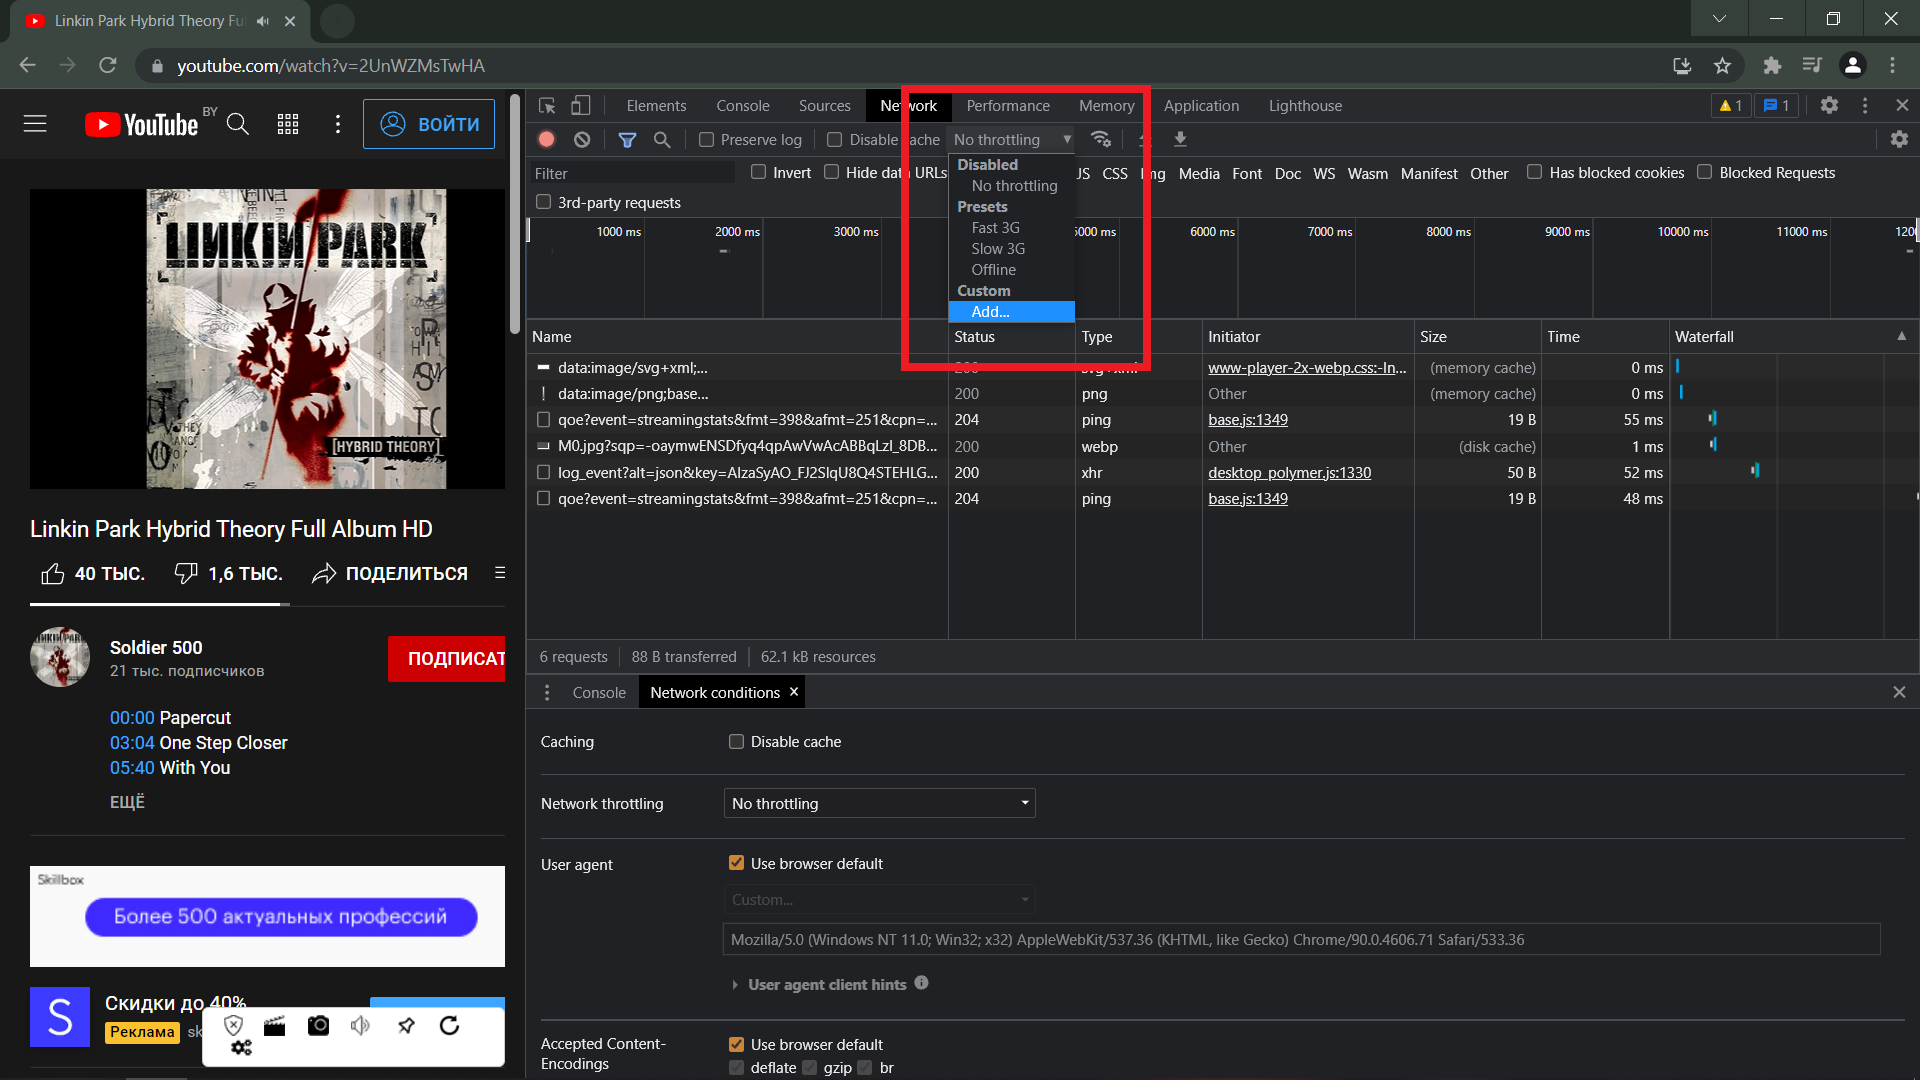 Linkin Park Hybrid Theory Fu
youtube.com/watch?v=2UnWZMsTwHA
YouTube BY
ВОЙТИ
LINKIN PARK
[HYBRID THEORY]
Linkin Park Hybrid Theory Full Album HD
40 ТЫС. 1,6 ТЫС. ПОДЕЛИТЬСЯ
Soldier 500
21 тыс. подписчиков
ПОДПИСАТ
00:00 Papercut
03:04 One Step Closer
05:40 With You
ЕЩЁ
Skillbox
Более 500 актуальных профессий
S
Скидки до 40%
Реклама sk
Elements Console Sources Network Performance Memory Application Lighthouse 1 1
Preserve log Disable cache No throttling
Disabled
No throttling
Presets
Fast 3G
Slow 3G
Offline
Custom
Add...
Filter Invert Hide data URLs JS CSS Img Media Font Doc WS Wasm Manifest Other Has blocked cookies Blocked Requests
3rd-party requests
1000 ms 2000 ms 3000 ms 5000 ms 6000 ms 7000 ms 8000 ms 9000 ms 10000 ms 11000 ms 120
Name Status Type Initiator Size Time Waterfall
data:image/svg+xml;... 200 svg+xml www-player-2x-webp.css:-In... (memory cache) 0 ms
data:image/png;base... 200 png Other (memory cache) 0 ms
qoe?event=streamingstats&fmt=398&afmt=251&cpn=... 204 ping base.js:1349 19 B 55 ms
M0.jpg?sqp=-oaymwENSDfyq4qpAwVwAcABBqLzl_8DB... 200 webp Other (disk cache) 1 ms
log_event?alt=json&key=AIzaSyAO_FJ2SlqU8Q4STEHLG... 200 xhr desktop_polymer.js:1330 50 B 52 ms
qoe?event=streamingstats&fmt=398&afmt=251&cpn=... 204 ping base.js:1349 19 B 48 ms
6 requests 88 B transferred 62.1 kB resources
Console Network conditions
Caching Disable cache
Network throttling No throttling
User agent Use browser default
Custom...
Mozilla/5.0 (Windows NT 11.0; Win32; x32) AppleWebKit/537.36 (KHTML, like Gecko) Chrome/90.0.4606.71 Safari/533.36
User agent client hints
Accepted Content-Encodings Use browser default
deflate gzip br